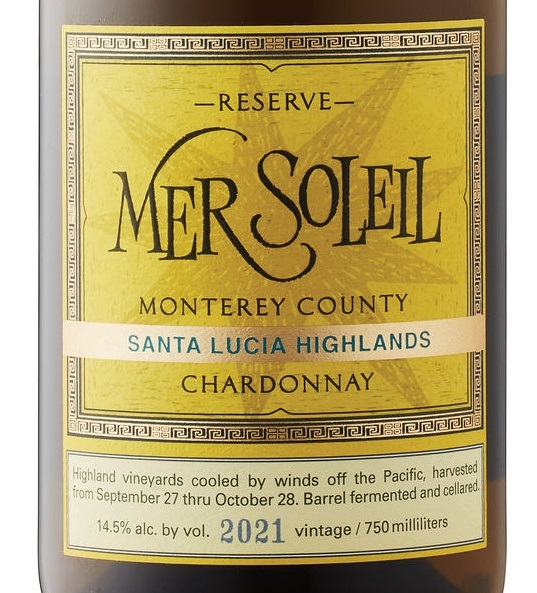 —RESERVE—
MER SOLEIL
MONTEREY COUNTY
SANTA LUCIA HIGHLANDS
CHARDONNAY
Highland vineyards cooled by winds off the Pacific, harvested
from September 27 thru October 28. Barrel fermented and cellared.
14.5% alc. by vol. 2021 vintage / 750 milliliters